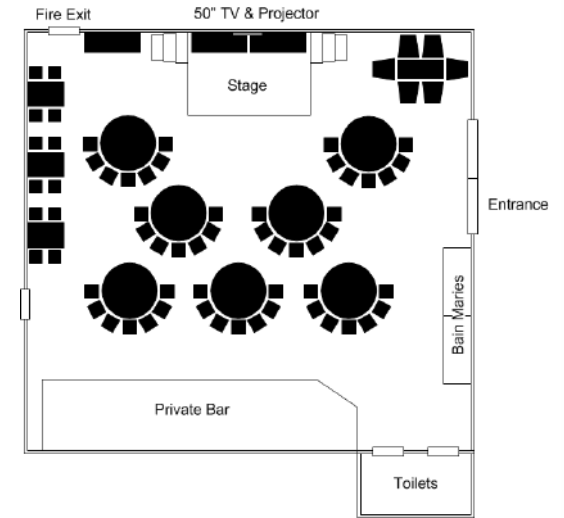 Fire Exit
50" TV & Projector
Stage
Entrance
Bain Maries
Private Bar
Toilets